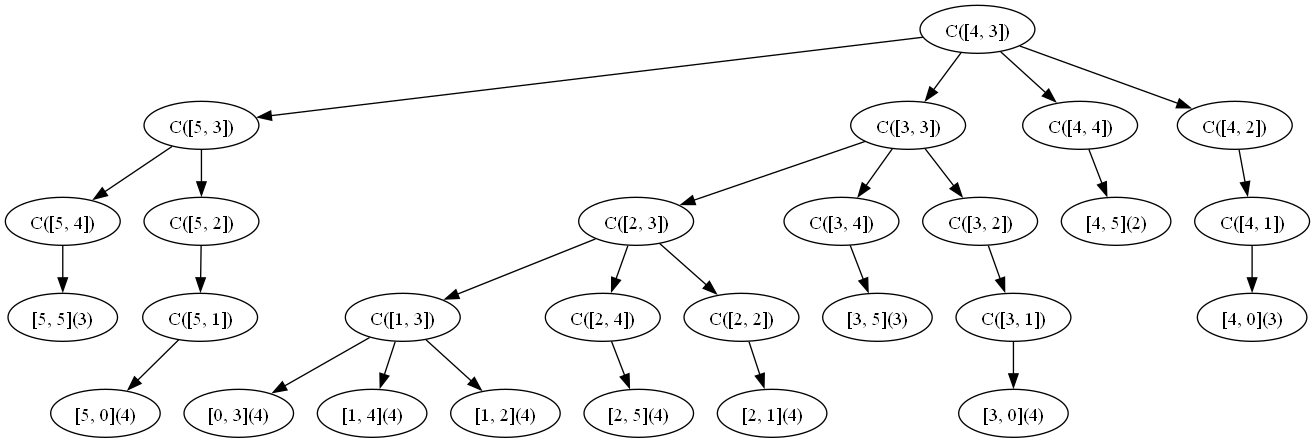 C([4, 3])
C([5, 3])
C([3, 3])
C([4, 4])
C([4, 2])
C([5, 4])
C([5, 2])
C([2, 3])
C([3, 4])
C([3, 2])
[4, 5](2)
C([4, 1])
[5, 5](3)
C([5, 1])
C([1, 3])
C([2, 4])
C([2, 2])
[3, 5](3)
C([3, 1])
[4, 0](3)
[5, 0](4)
[0, 3](4)
[1, 4](4)
[1, 2](4)
[2, 5](4)
[2, 1](4)
[3, 0](4)